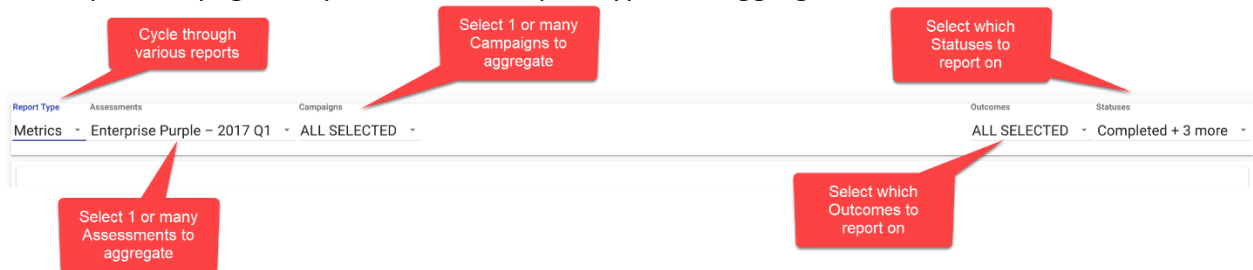 Cycle through
various reports
Select 1 or many
Campaigns to
aggregate
Select which
Statuses to
report on
Report Type
Assessments
Campaigns
Outcomes
Statuses
Metrics
Enterprise Purple – 2017 Q1
ALL SELECTED
ALL SELECTED
Completed + 3 more
Select 1 or many
Assessments to
aggregate
Select which
Outcomes to
report on